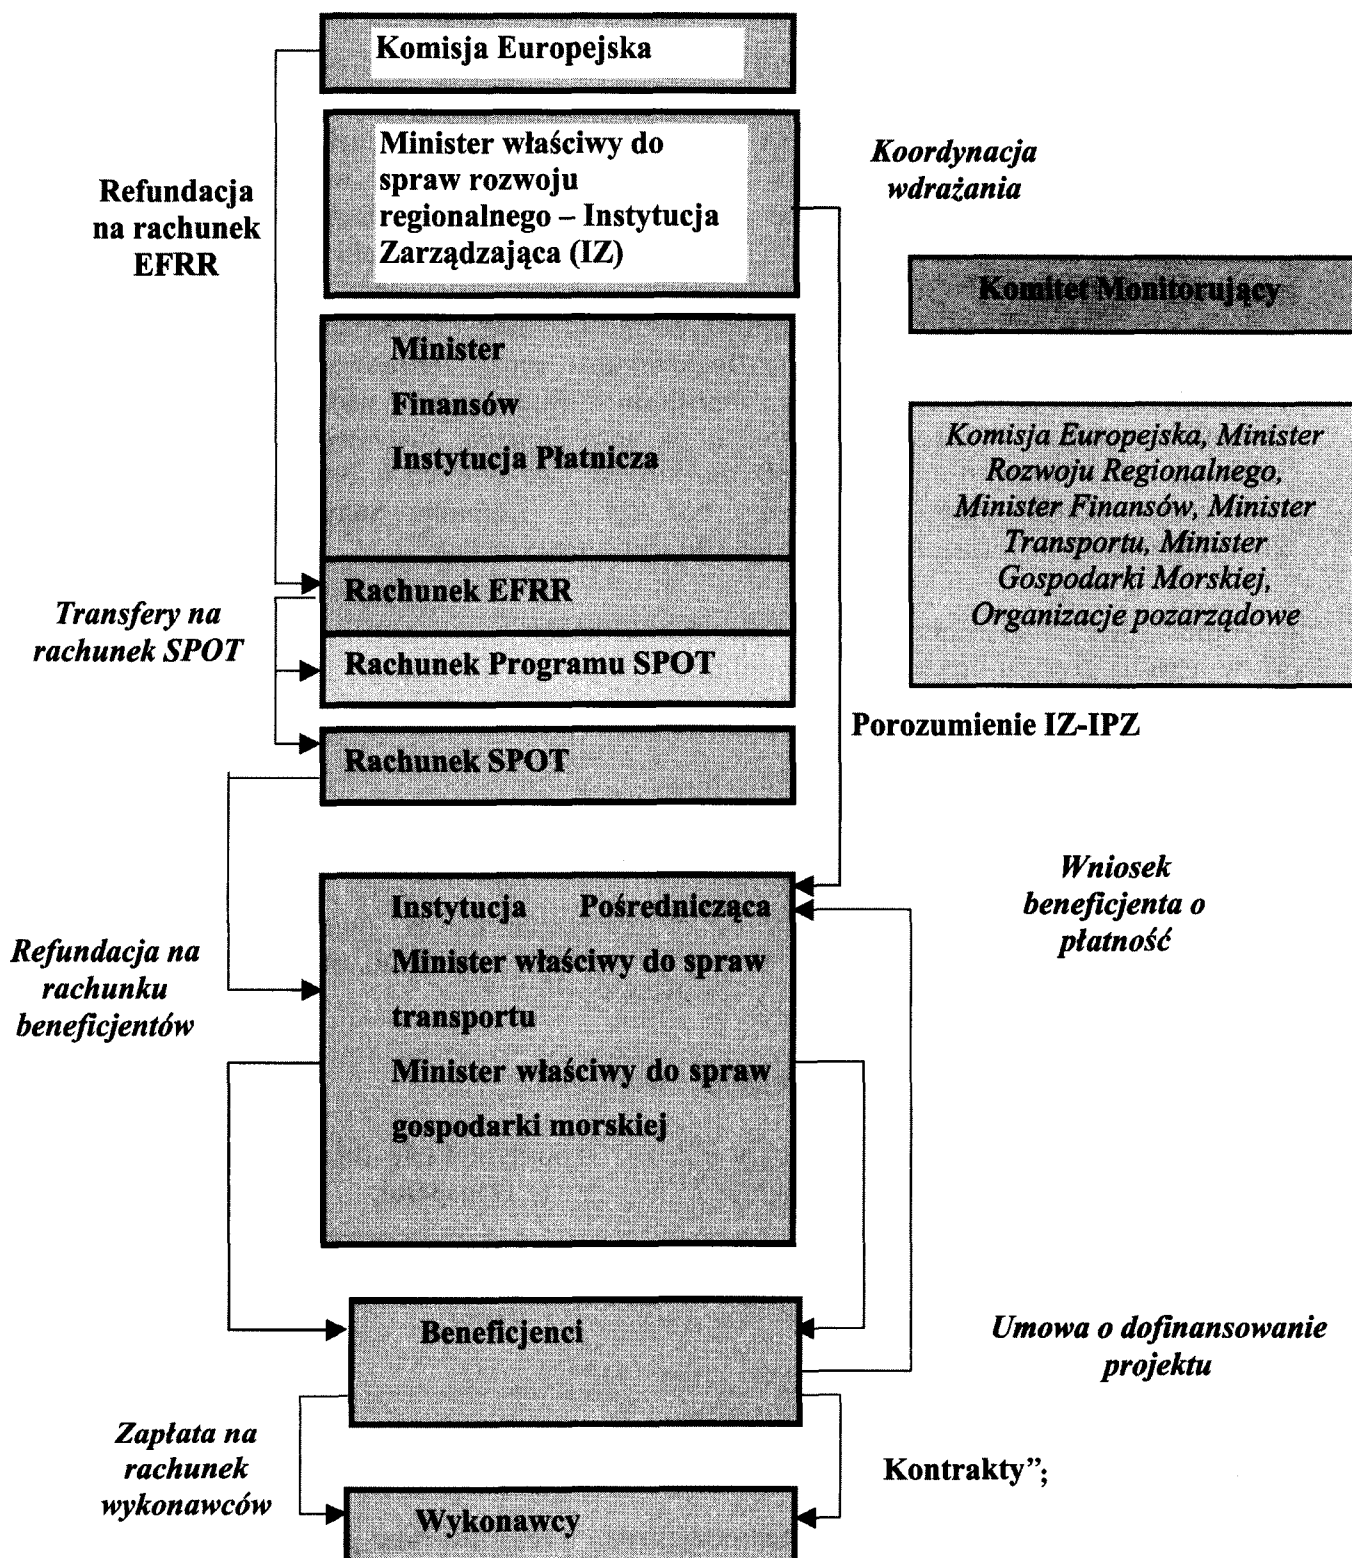 Komisja Europejska
Minister właściwy do
spraw rozwoju
regionalnego – Instytucja
Zarządzająca (IZ)
Koordynacja
wdrażania
Refundacja
na rachunek
EFRR
Komitet Monitorujący
Minister
Finansów
Instytucja Płatnicza
Komisja Europejska, Minister
Rozwoju Regionalnego,
Minister Finansów, Minister
Transportu, Minister
Gospodarki Morskiej,
Organizacje pozarządowe
Rachunek EFRR
Transfery na
rachunek SPOT
Rachunek Programu SPOT
Porozumienie IZ-IPZ
Rachunek SPOT
Wniosek
beneficjenta o
płatność
Instytucja Pośrednicząca
Minister właściwy do spraw
transportu
Minister właściwy do spraw
gospodarki morskiej
Refundacja na
rachunku
beneficjentów
Beneficjenci
Umowa o dofinansowanie
projektu
Zapłata na
rachunek
wykonawców
Kontrakty”;
Wykonawcy